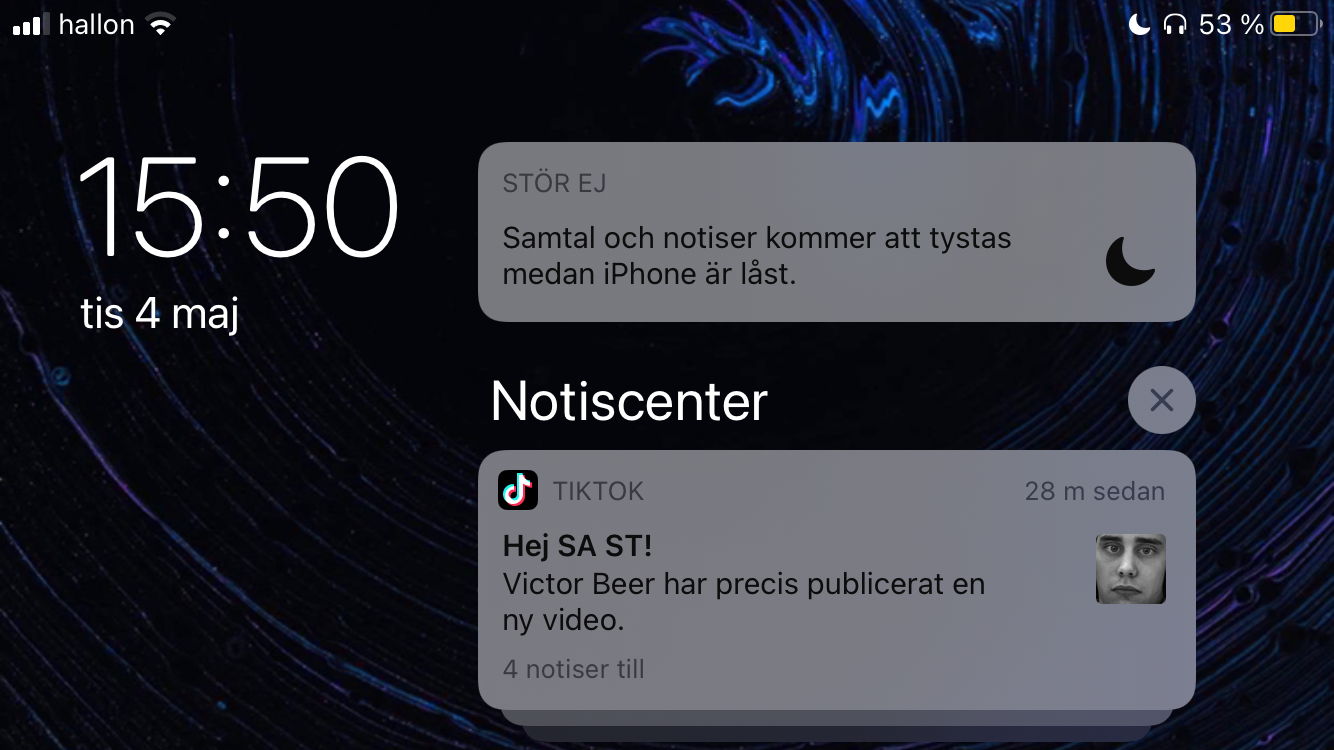 hallon
53 %
15:50
tis 4 maj
STÖR EJ
Samtal och notiser kommer att tystas
medan iPhone är låst.
Notiscenter
TIKTOK
28 m sedan
Hej SA ST!
Victor Beer har precis publicerat en
ny video.
4 notiser till